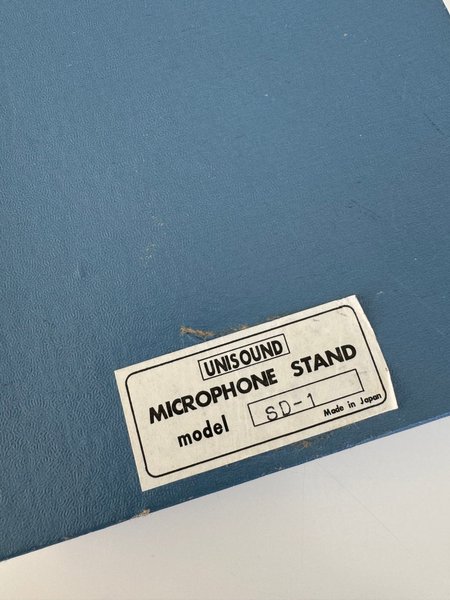 UNISOUND
MICROPHONE STAND
model SD-1
Made in Japan